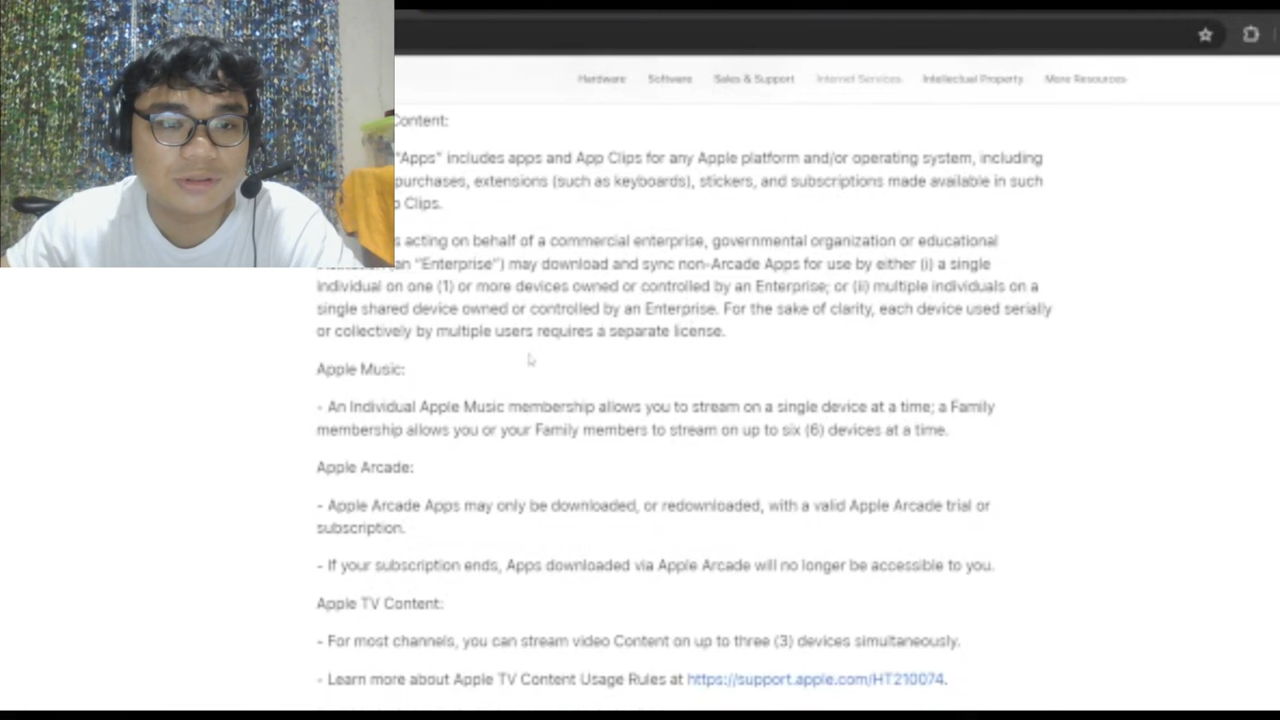 Hardware Software Sales & Support Internet Services Intellectual Property More Resources
Content:
"Apps" includes apps and App Clips for any Apple platform and/or operating system, including
purchases, extensions (such as keyboards), stickers, and subscriptions made available in such
Clips.
acting on behalf of a commercial enterprise, governmental organization or educational
"Enterprise") may download and sync non-Arcade Apps for use by either (i) a single
individual on one (1) or more devices owned or controlled by an Enterprise; or (ii) multiple individuals on a
single shared device owned or controlled by an Enterprise. For the sake of clarity, each device used serially
or collectively by multiple users requires a separate license.
Apple Music:
- An Individual Apple Music membership allows you to stream on a single device at a time; a Family
membership allows you or your Family members to stream on up to six (6) devices at a time.
Apple Arcade:
- Apple Arcade Apps may only be downloaded, or redownloaded, with a valid Apple Arcade trial or
subscription.
- If your subscription ends, Apps downloaded via Apple Arcade will no longer be accessible to you.
Apple TV Content:
- For most channels, you can stream video Content on up to three (3) devices simultaneously.
- Learn more about Apple TV Content Usage Rules at https://support.apple.com/HT210074.